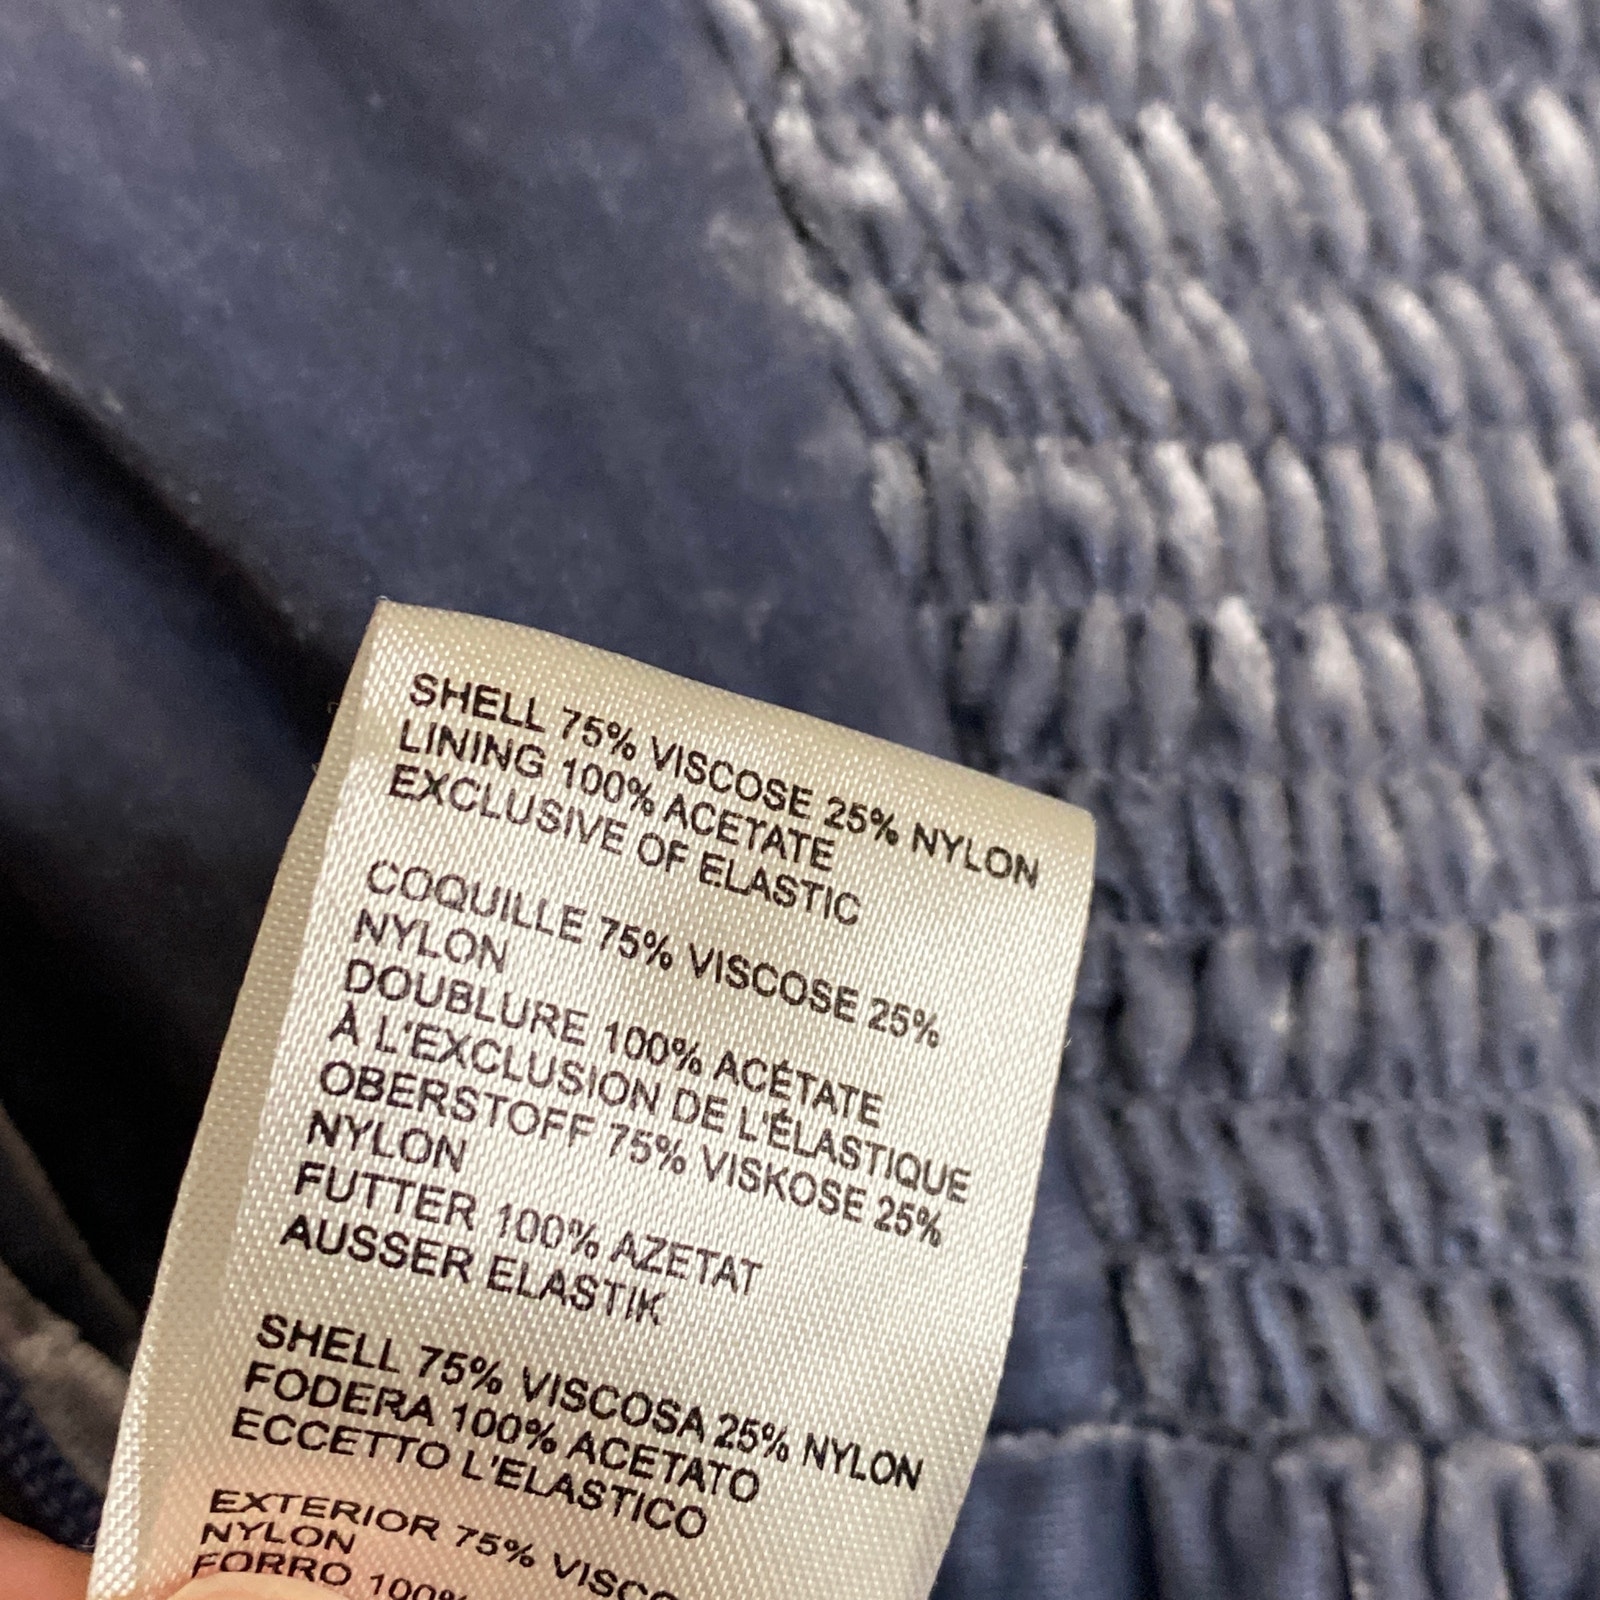 SHELL 75% VISCOSE 25% NYLON
LINING 100% ACETATE
EXCLUSIVE OF ELASTIC
COQUILLE 75% VISCOSE 25%
NYLON
DOUBLURE 100% ACÉTATE
À L'EXCLUSION DE L'ÉLASTIQUE
OBERSTOFF 75% VISKOSE 25%
NYLON
FUTTER 100% AZETAT
AUSSER ELASTIK
SHELL 75% VISCOSA 25% NYLON
FODERA 100% ACETATO
ECCETTO L'ELASTICO
EXTERIOR 75%
NYLON
FORRO 100%